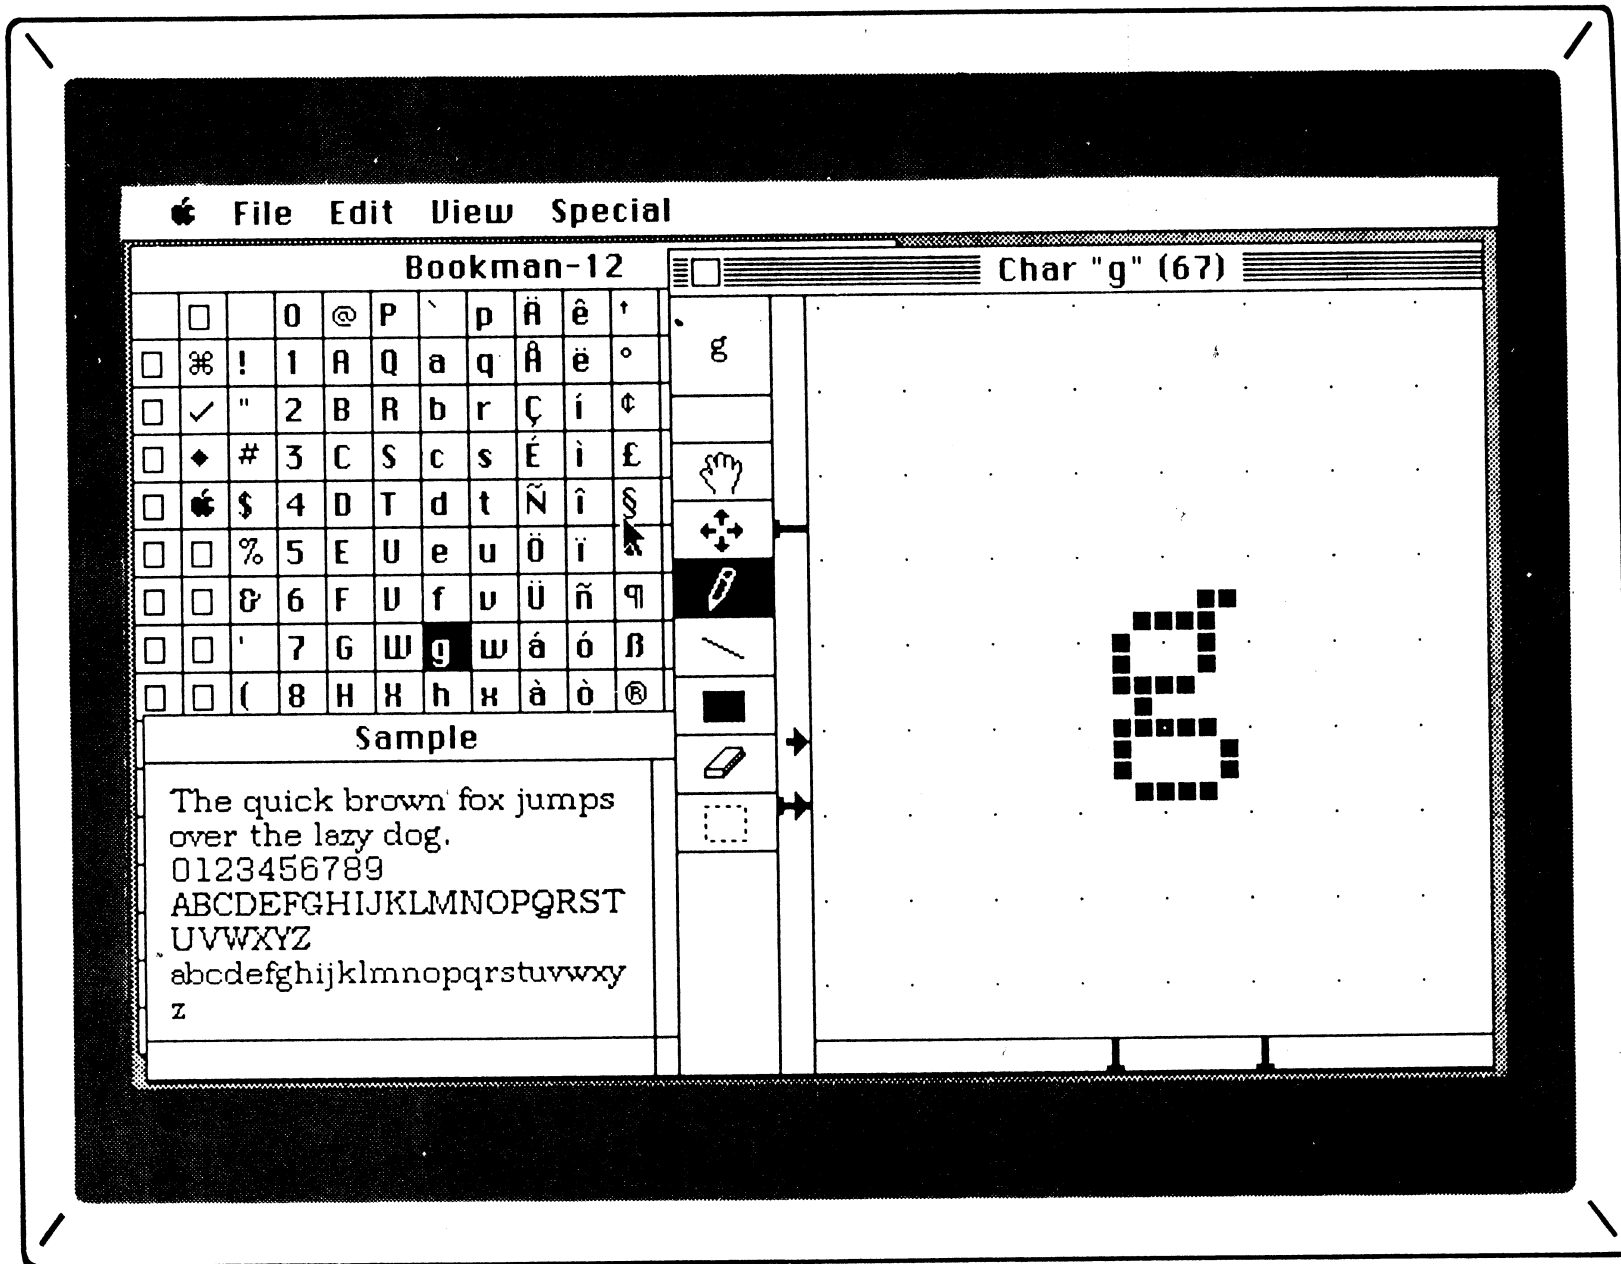 File Edit View Special
Bookman-12
Char "g" (67)
0 @ P ` p Ä ê †
⌘ ! 1 A Q a q Å ë °
✓ " 2 B R b r Ç í ¢
◆ # 3 C S c s É ì £
$ 4 D T d t Ñ î §
% 5 E U e u Ö ï
& 6 F V f v Ü ñ ¶
' 7 G W g w á ó ß
( 8 H X h x à ò ®
g
Sample
The quick brown fox jumps
over the lazy dog.
0123456789
ABCDEFGHIJKLMNOPQRST
UVWXYZ
abcdefghijklmnopqrstuvwxy
z